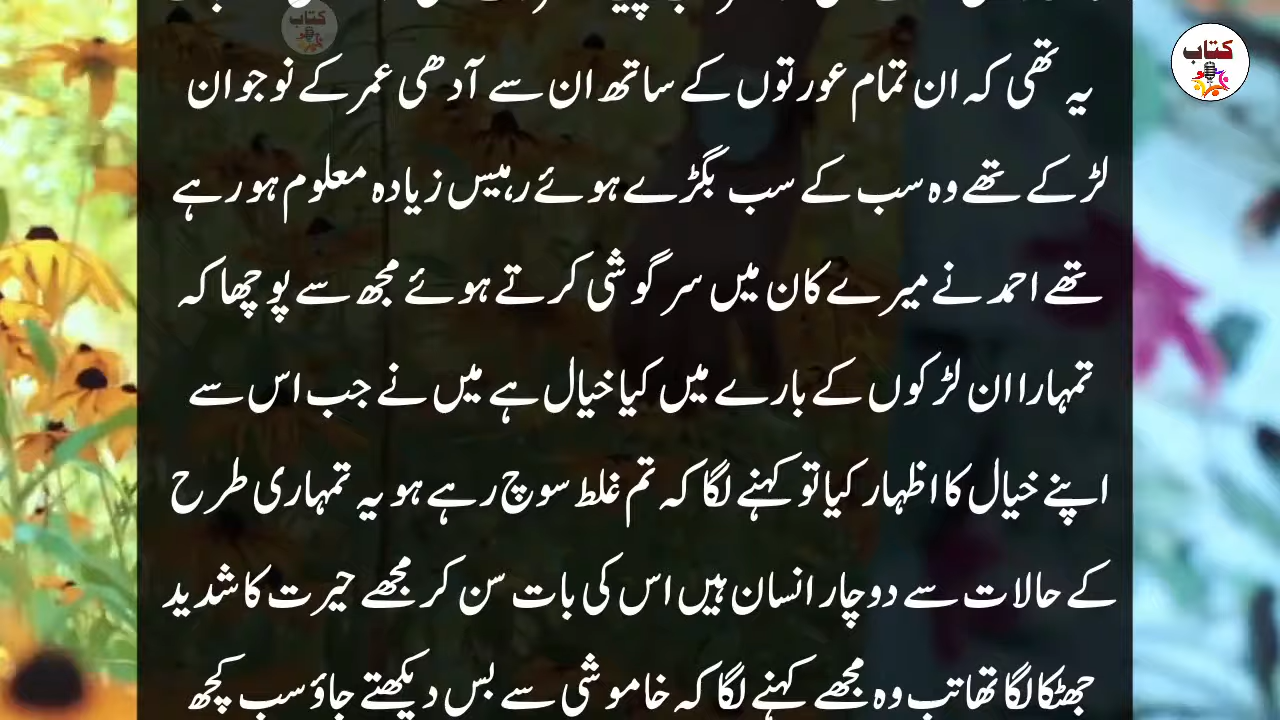 کتاب
کتاب
یہ تھی کہ ان تمام عورتوں کے ساتھ ان سے آدھی عمر کے نوجوان
لڑکے تھے وہ سب کے سب بگڑے ہوئے رہیس زیادہ معلوم ہو رہے
تھے احمد نے میرے کان میں سرگوشی کرتے ہوئے مجھ سے پوچھا کہ
تمہارا ان لڑکوں کے بارے میں کیا خیال ہے میں نے جب اس سے
اپنے خیال کا اظہار کیا تو کہنے لگا کہ تم غلط سوچ رہے ہو یہ تمہاری طرح
کے حالات سے دوچار انسان ہیں اس کی بات سن کر مجھے حیرت کا شدید
جھٹکا لگا تھا تب وہ مجھے کہنے لگا کہ خاموشی سے بس دیکھتے جاؤ سب کچھ